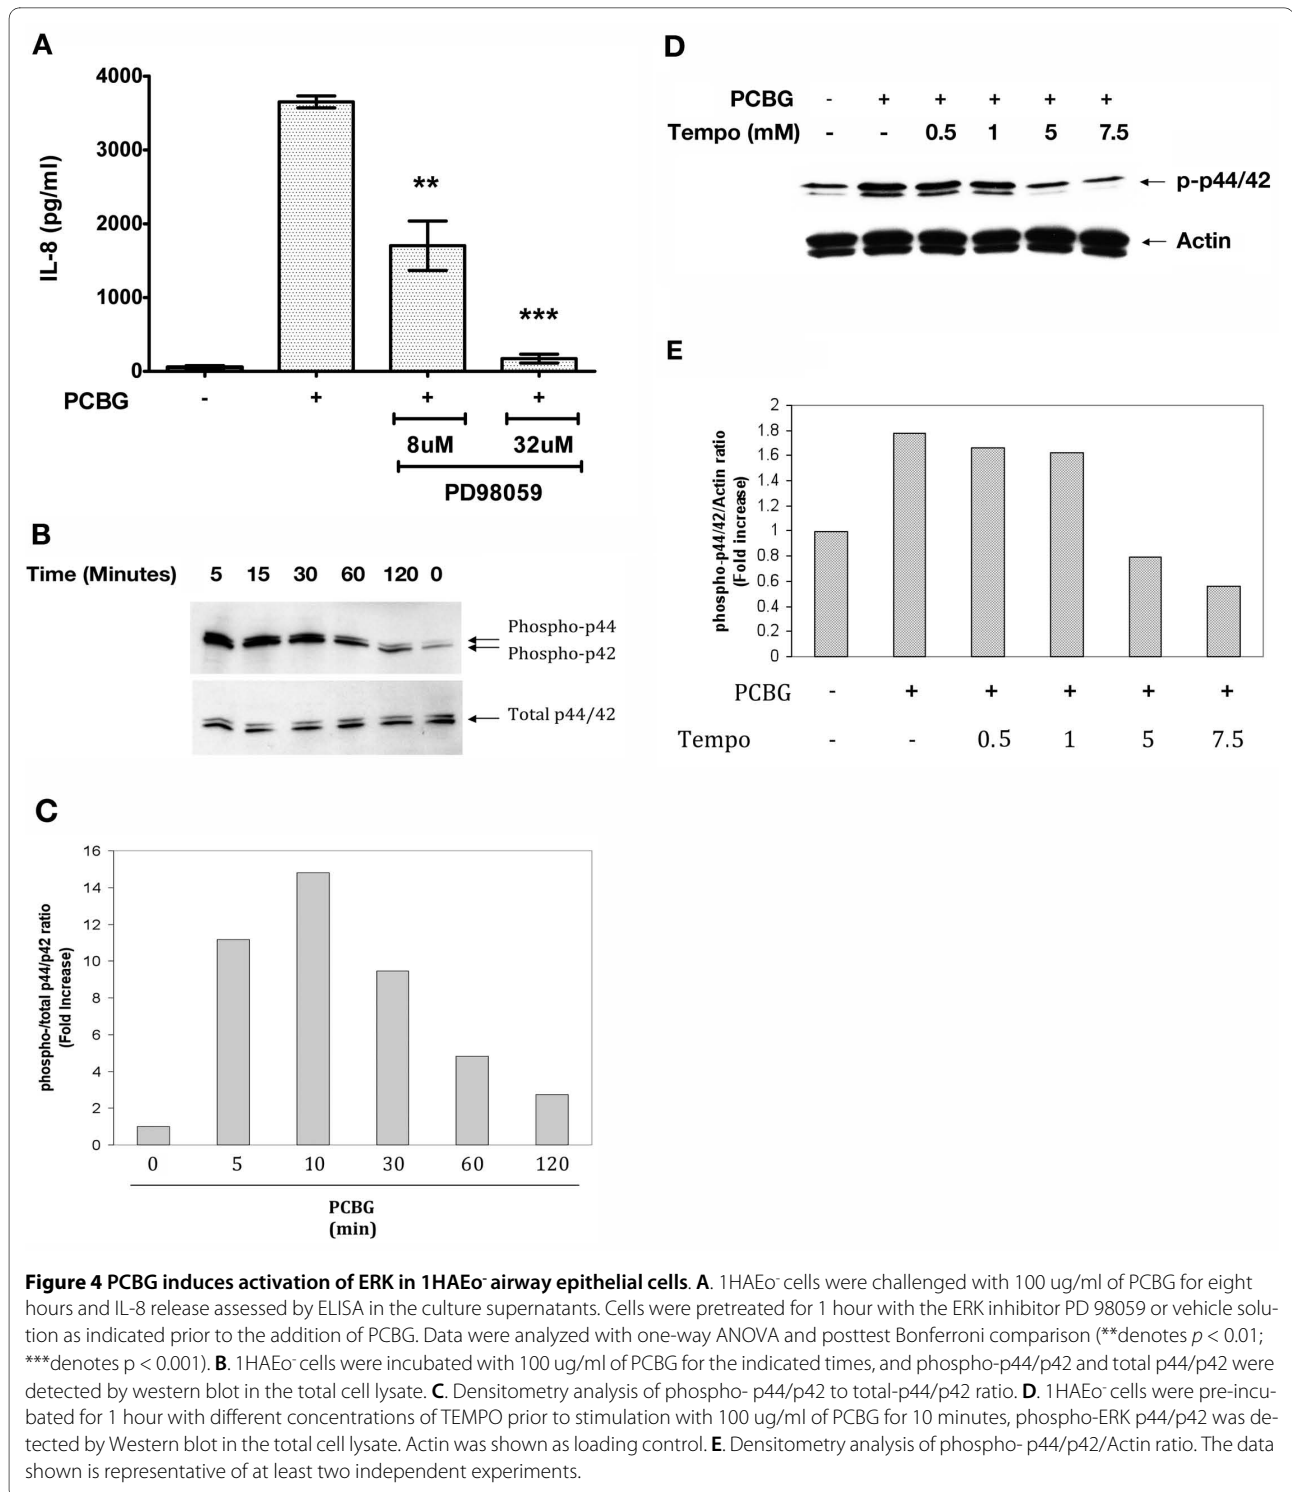 A
4000
3000
2000
1000
0
IL-8 (pg/ml)
**
***
PCBG - + + +
8uM 32uM
PD98059
B
Time (Minutes) 5 15 30 60 120 0
Phospho-p44
Phospho-p42
Total p44/42
C
16
14
12
10
8
6
4
2
0
phospho-/total p44/p42 ratio
(Fold Increase)
0 5 10 30 60 120
PCBG
(min)
D
PCBG - + + + + +
Tempo (mM) - - 0.5 1 5 7.5
p-p44/42
Actin
E
2
1.8
1.6
1.4
1.2
1
0.8
0.6
0.4
0.2
0
phospho-p44/42/Actin ratio
(Fold increase)
PCBG - + + + + +
Tempo - - 0.5 1 5 7.5
Figure 4 PCBG induces activation of ERK in 1HAEo- airway epithelial cells. A. 1HAEo- cells were challenged with 100 ug/ml of PCBG for eight
hours and IL-8 release assessed by ELISA in the culture supernatants. Cells were pretreated for 1 hour with the ERK inhibitor PD 98059 or vehicle solu-
tion as indicated prior to the addition of PCBG. Data were analyzed with one-way ANOVA and posttest Bonferroni comparison (**denotes p < 0.01;
***denotes p < 0.001). B. 1HAEo- cells were incubated with 100 ug/ml of PCBG for the indicated times, and phospho-p44/p42 and total p44/p42 were
detected by western blot in the total cell lysate. C. Densitometry analysis of phospho- p44/p42 to total-p44/p42 ratio. D. 1HAEo- cells were pre-incu-
bated for 1 hour with different concentrations of TEMPO prior to stimulation with 100 ug/ml of PCBG for 10 minutes, phospho-ERK p44/p42 was de-
tected by Western blot in the total cell lysate. Actin was shown as loading control. E. Densitometry analysis of phospho- p44/p42/Actin ratio. The data
shown is representative of at least two independent experiments.